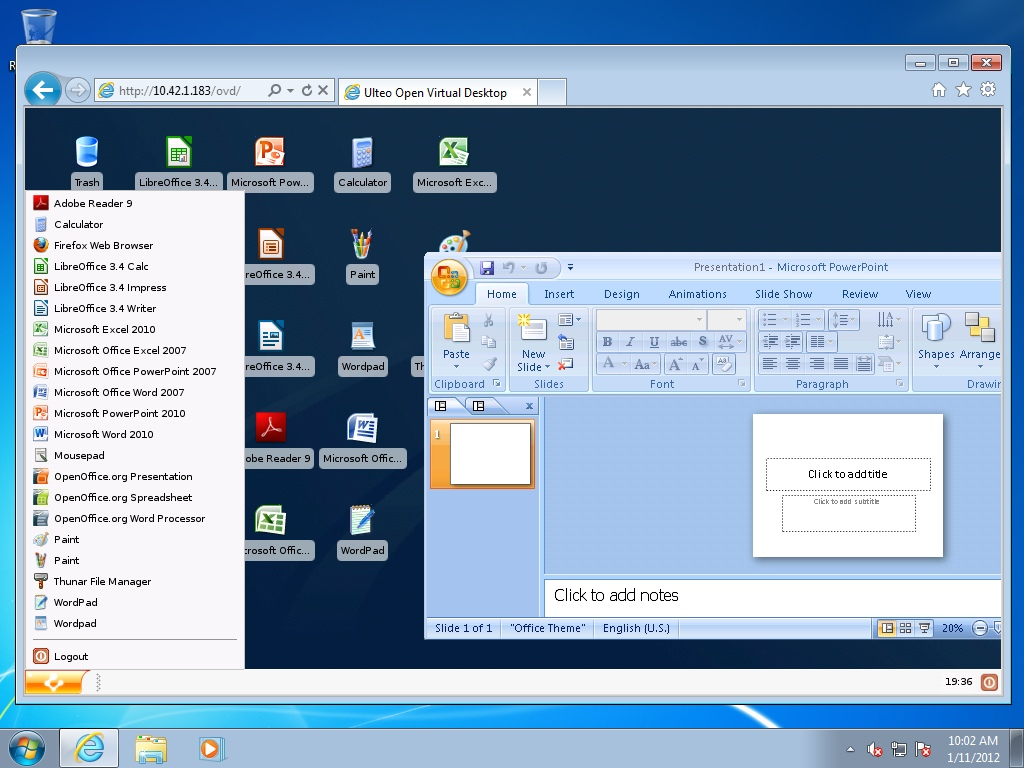 R
http://10.42.1.183/ovd/
Ulteo Open Virtual Desktop
Trash
LibreOffice 3.4...
Microsoft Pow...
Calculator
Microsoft Exc...
Adobe Reader 9
Calculator
Firefox Web Browser
LibreOffice 3.4 Calc
LibreOffice 3.4 Impress
LibreOffice 3.4 Writer
Microsoft Excel 2010
Microsoft Office Excel 2007
Microsoft Office PowerPoint 2007
Microsoft Office Word 2007
Microsoft PowerPoint 2010
Microsoft Word 2010
Mousepad
OpenOffice.org Presentation
OpenOffice.org Spreadsheet
OpenOffice.org Word Processor
Paint
Paint
Thunar File Manager
WordPad
Wordpad
Logout
reOffice 3.4...
Paint
reOffice 3.4...
Wordpad
Th
obe Reader 9
Microsoft Offic...
rosoft Offic...
WordPad
Presentation1 - Microsoft PowerPoint
Home
Insert
Design
Animations
Slide Show
Review
View
Paste
New
Slide
Shapes
Arrange
B I U abc S AV
A Aa A A
Clipboard
Slides
Font
Paragraph
Drawin
1
Click to add title
Click to add subtitle
Click to add notes
Slide 1 of 1
"Office Theme"
English (U.S.)
20%
19:36
10:02 AM
1/11/2012